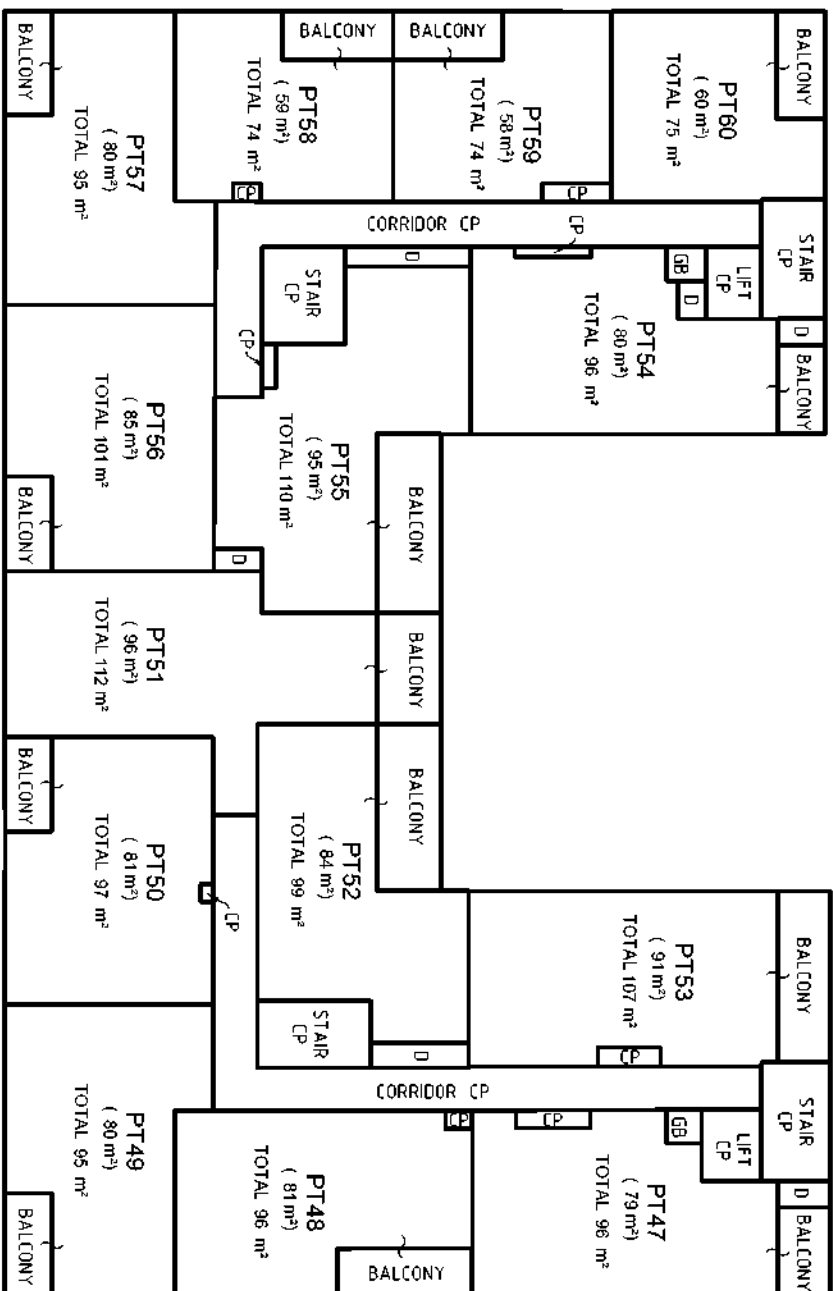 BALCONY
BALCONY
BALCONY
BALCONY
PT57
( 80 m²)
TOTAL 95 m²
PT58
( 59 m²)
TOTAL 74 m²
CP
PT59
( 58 m²)
TOTAL 74 m²
CP
PT60
( 60 m²)
TOTAL 75 m²
CORRIDOR CP
CP
STAIR
CP
D
STAIR
CP
CP
GB
D
LIFT
CP
D
BALCONY
PT54
( 80 m²)
TOTAL 96 m²
PT56
( 85 m²)
TOTAL 101 m²
BALCONY
PT55
( 95 m²)
TOTAL 110 m²
BALCONY
D
PT51
( 96 m²)
TOTAL 112 m²
BALCONY
BALCONY
PT50
( 81 m²)
TOTAL 97 m²
CP
PT52
( 84 m²)
TOTAL 99 m²
BALCONY
STAIR
CP
D
PT53
( 91 m²)
TOTAL 107 m²
BALCONY
CP
CORRIDOR CP
STAIR
CP
PT49
( 80 m²)
TOTAL 95 m²
BALCONY
PT48
( 81 m²)
TOTAL 96 m²
CP
BALCONY
CP
GB
LIFT
CP
D
PT47
( 79 m²)
TOTAL 96 m²
BALCONY